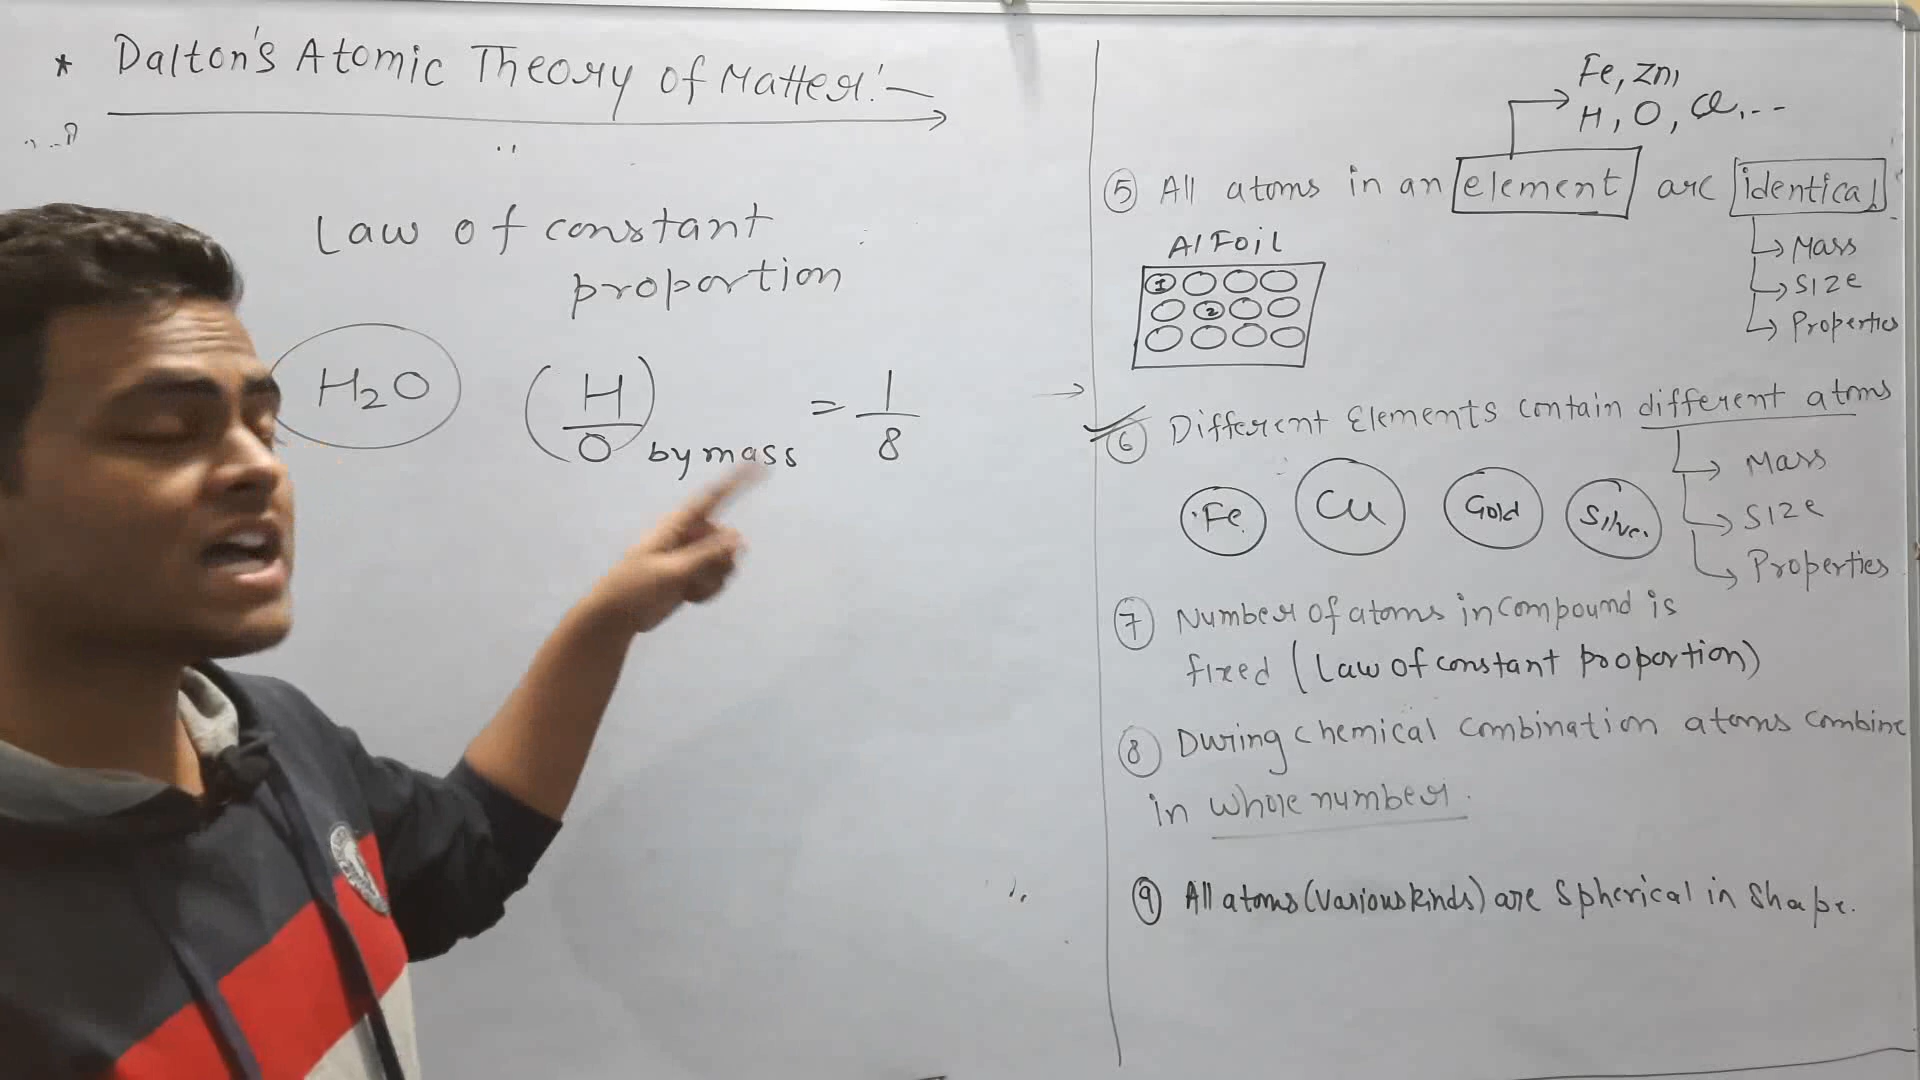 * Dalton's Atomic Theory of Matter:—
Law of constant
proportion
H2O
(H/O) by mass = 1/8
Fe, Zn,
H, O, Cl, --
⑤ All atoms in an element are identical
→ Mass
→ Size
→ Properties
Al Foil
1
2
⑥ Different Elements contain different atoms
→ Mass
→ Size
→ Properties
Fe Cu Gold Silver
⑦ Number of atoms in compound is
fixed (Law of constant proportion)
⑧ During chemical combination atoms combine
in whole number.
⑨ All atoms (various kinds) are Spherical in Shape.